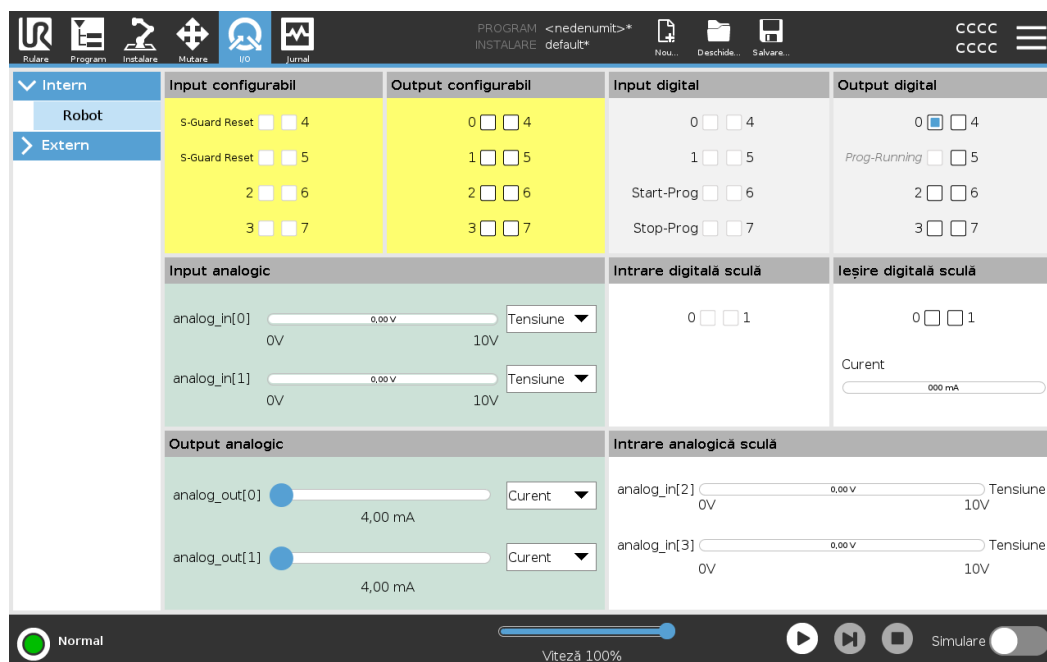 PROGRAM <nedenumit>*
INSTALARE default*
cccc
cccc
Rulare Program Instalare Mutare I/O Jurnal
Nou... Deschide... Salvare...
Intern
Robot
Extern
Input configurabil
S-Guard Reset 4
S-Guard Reset 5
2 6
3 7
Output configurabil
0 4
1 5
2 6
3 7
Input digital
0 4
1 5
Start-Prog 6
Stop-Prog 7
Output digital
0 4
Prog-Running 5
2 6
3 7
Input analogic
analog_in[0] 0,00 V Tensiune
0V 10V
analog_in[1] 0,00 V Tensiune
0V 10V
Intrare digitală sculă
0 1
Ieșire digitală sculă
0 1
Curent
000 mA
Output analogic
analog_out[0] Curent
4,00 mA
analog_out[1] Curent
4,00 mA
Intrare analogică sculă
analog_in[2] 0,00 V Tensiune
0V 10V
analog_in[3] 0,00 V Tensiune
0V 10V
Normal
Viteză 100%
Simulare